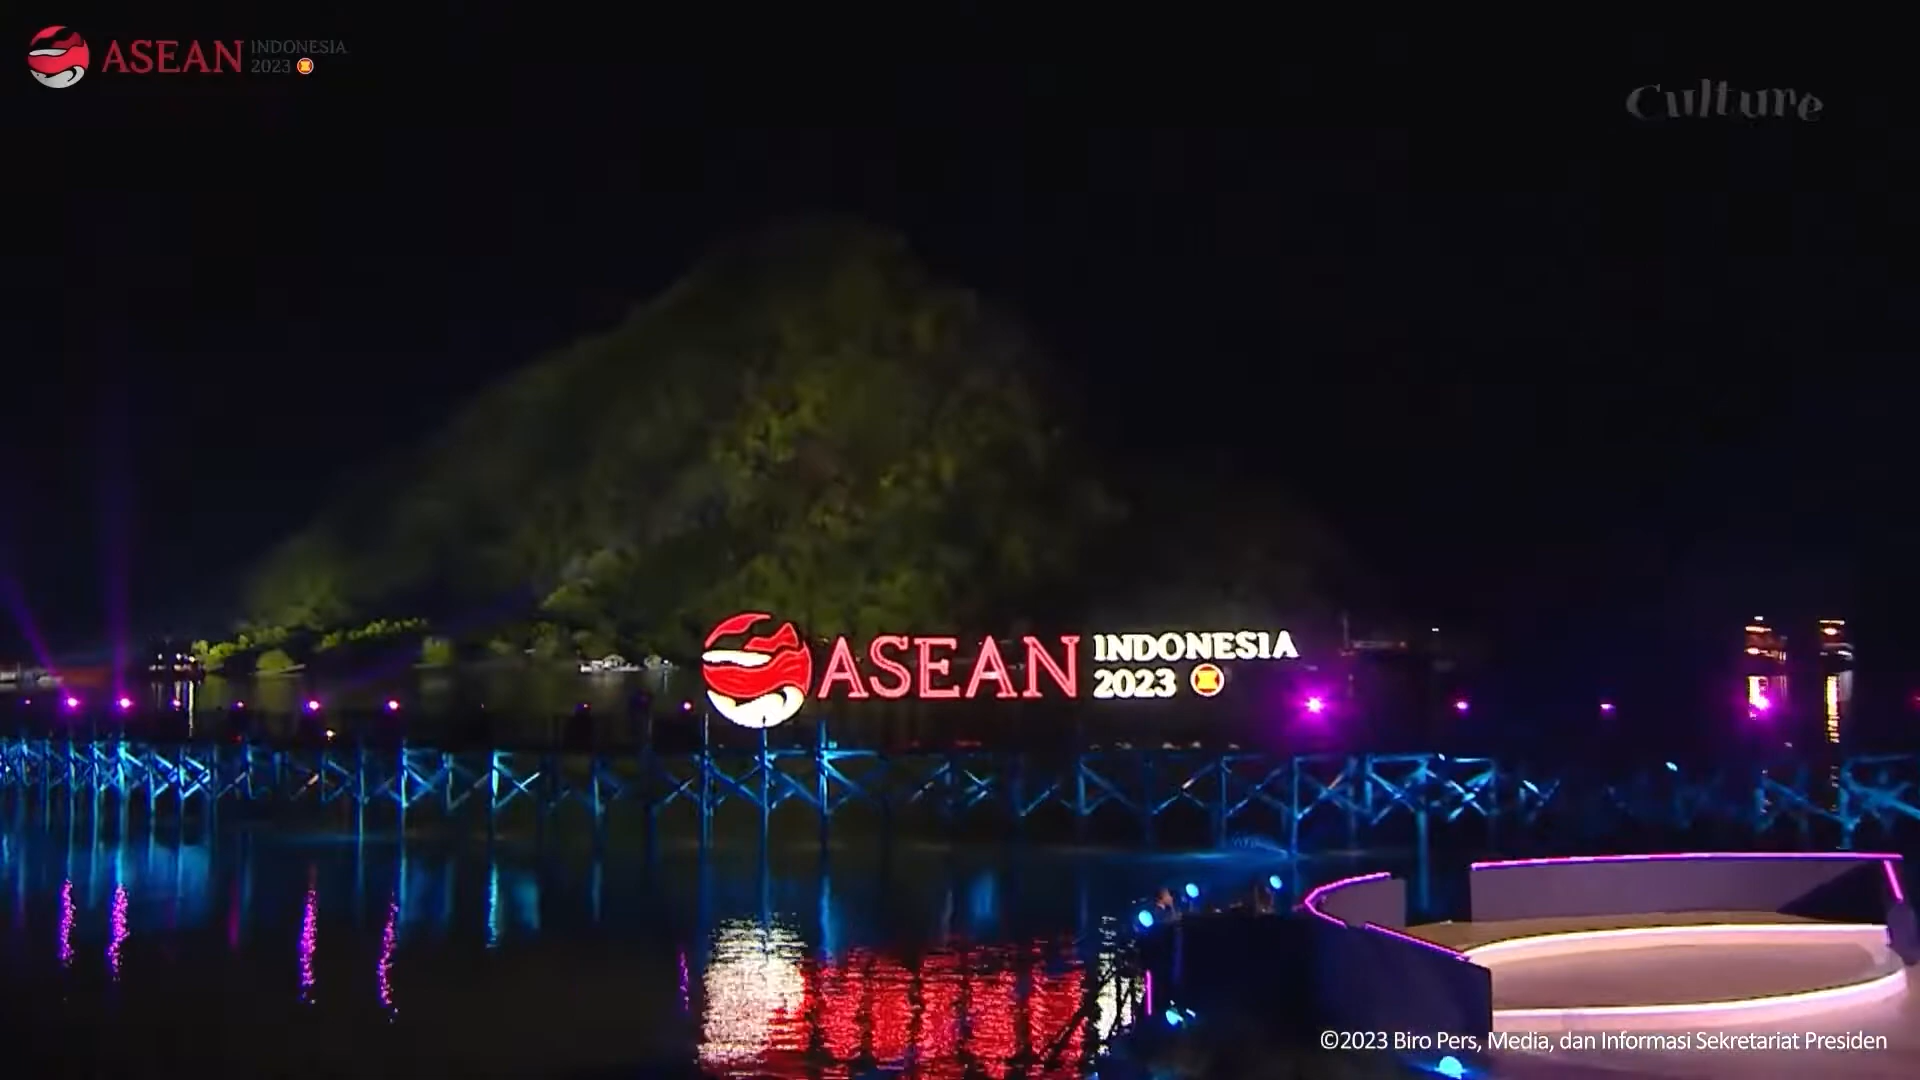 ASEAN INDONESIA
2023
Culture
ASEAN INDONESIA
2023
©2023 Biro Pers, Media, dan Informasi Sekretariat Presiden